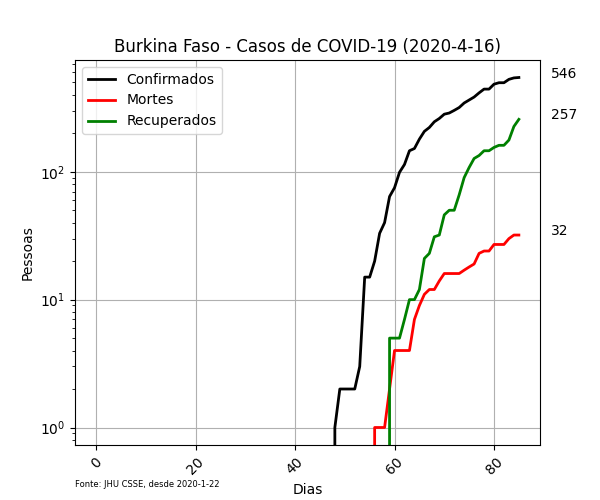 Burkina Faso - Casos de COVID-19 (2020-4-16)
Confirmados
Mortes
Recuperados
546
257
32
10²
10¹
10⁰
Pessoas
0
20
40
60
80
Dias
Fonte: JHU CSSE, desde 2020-1-22